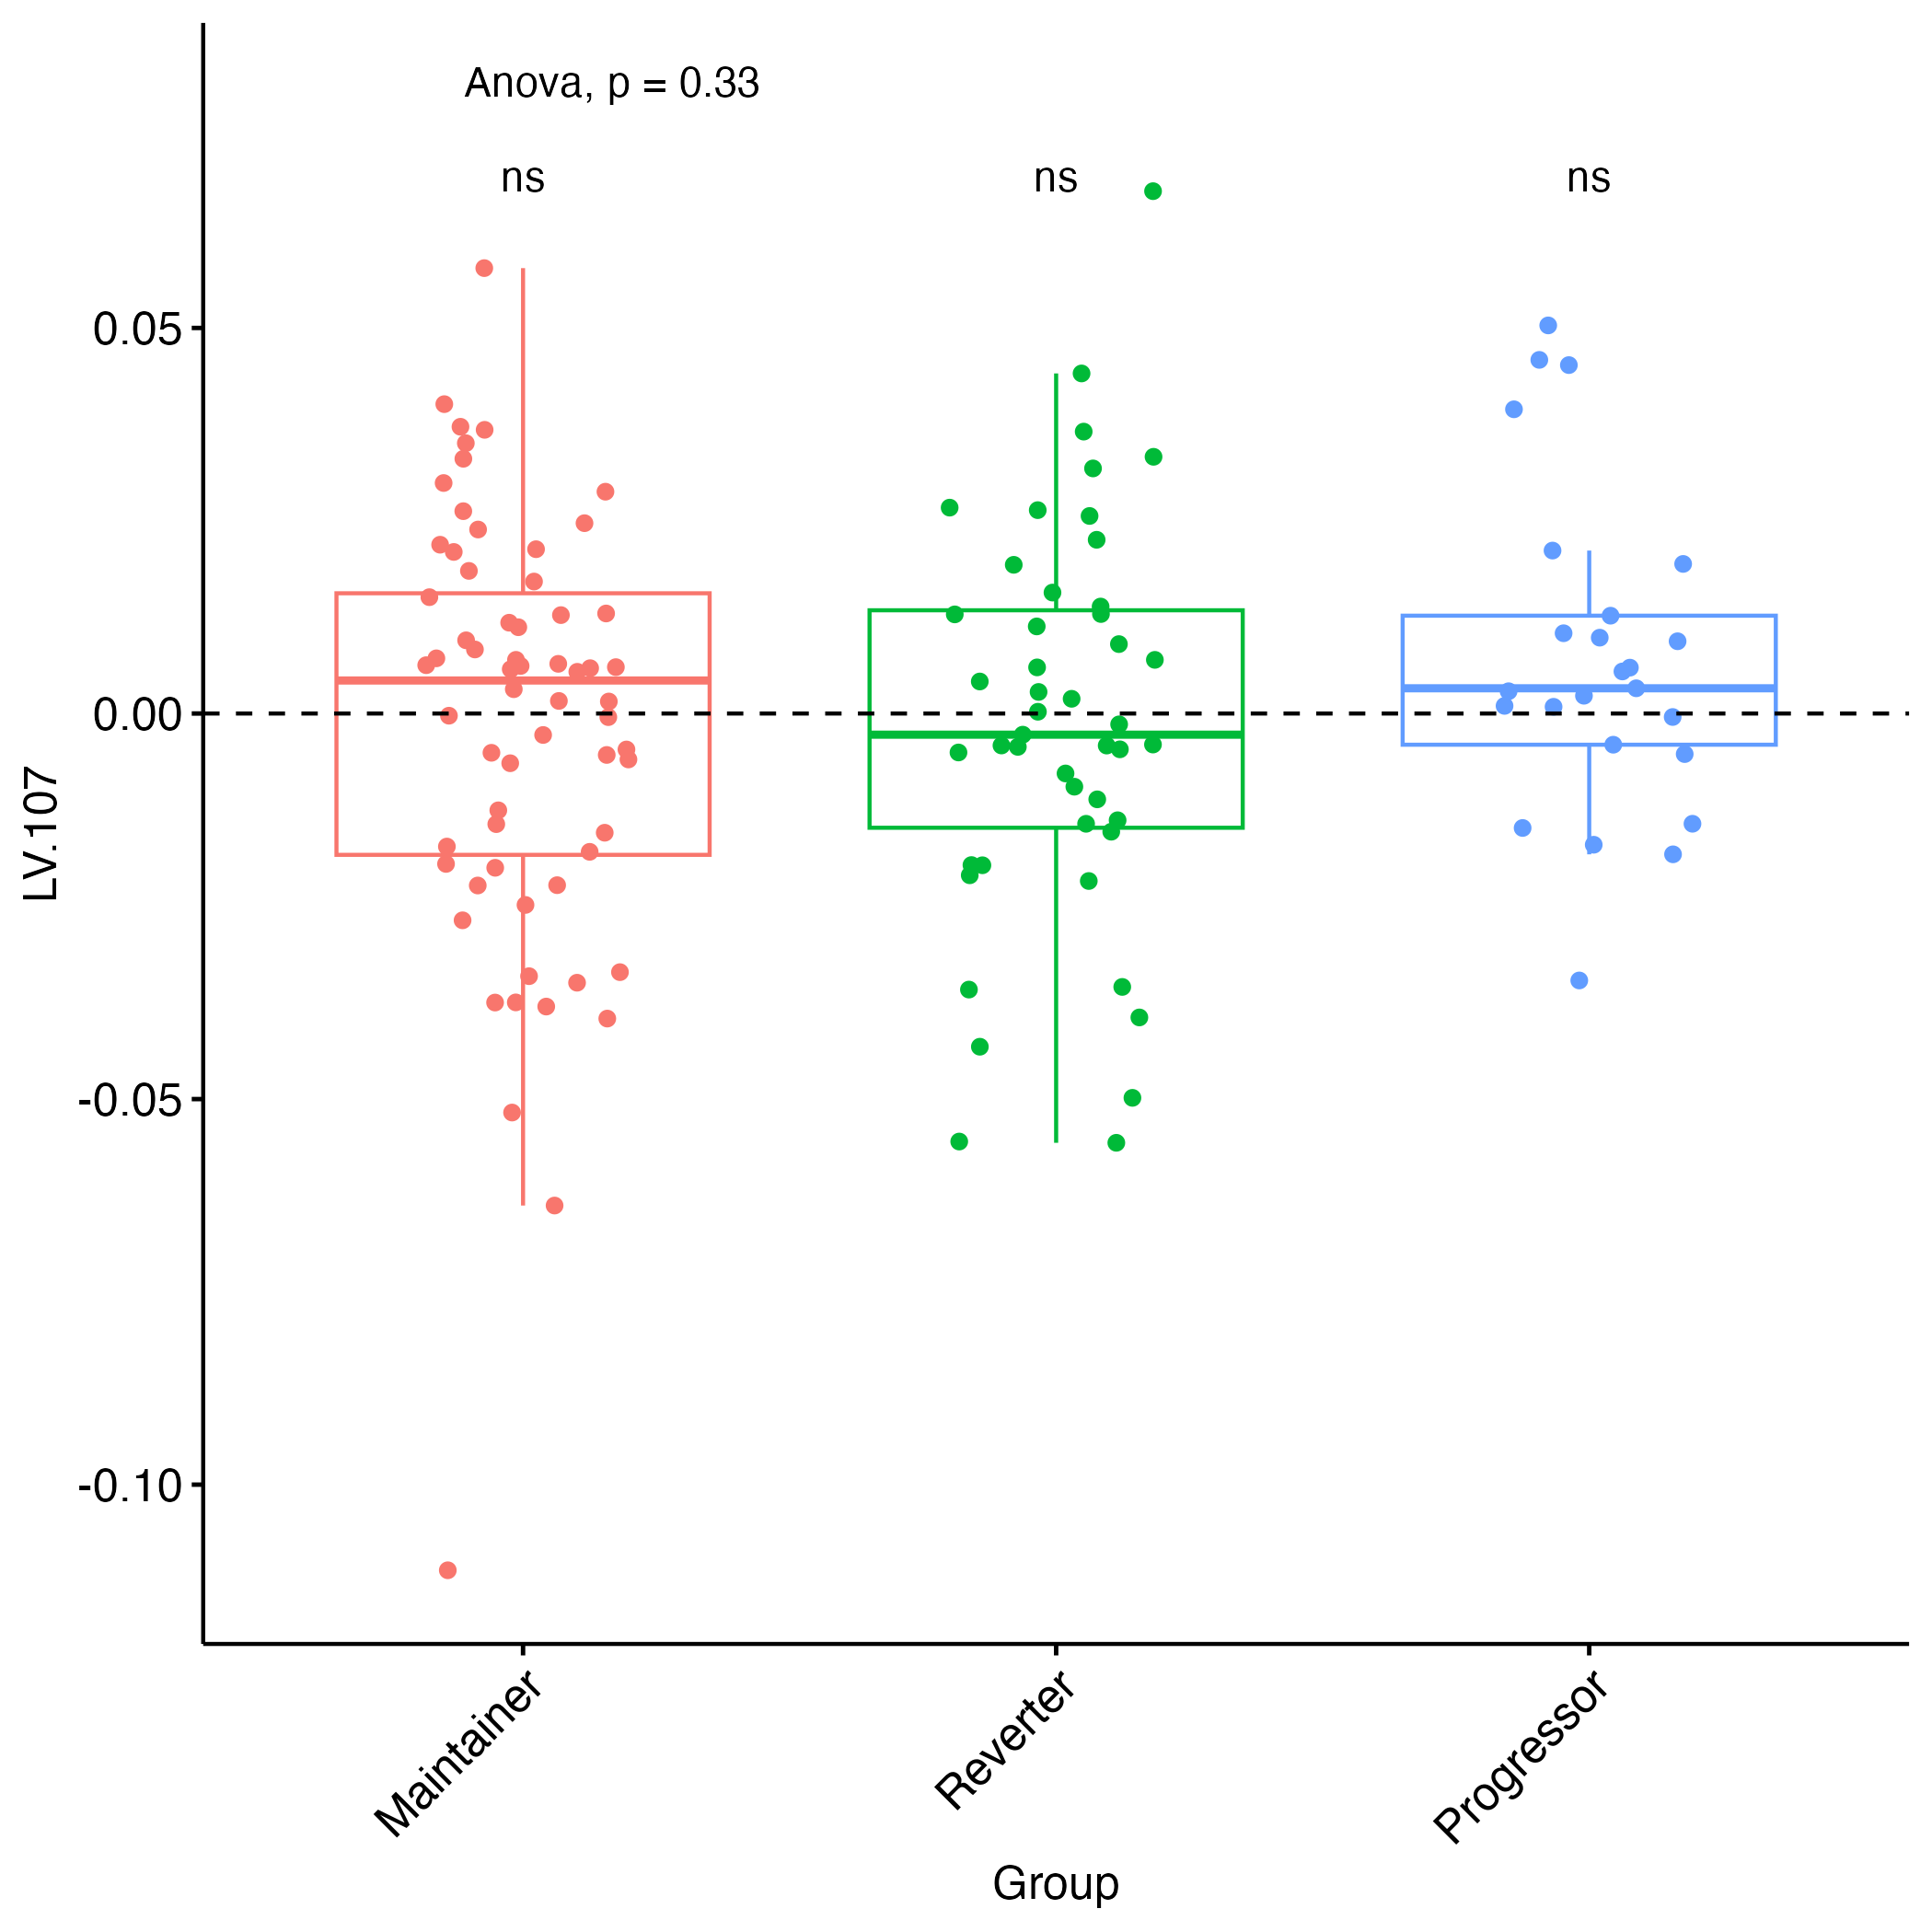 Anova, p = 0.33
ns ns ns
0.05
0.00
-0.05
-0.10
LV.107
Maintainer Reverter Progressor
Group